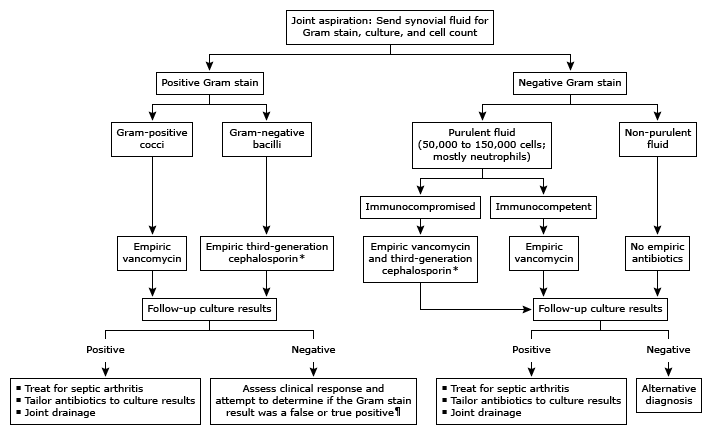 Joint aspiration: Send synovial fluid for
Gram stain, culture, and cell count
Positive Gram stain
Negative Gram stain
Gram-positive
cocci
Gram-negative
bacilli
Purulent fluid
(50,000 to 150,000 cells;
mostly neutrophils)
Non-purulent
fluid
Immunocompromised
Immunocompetent
Empiric
vancomycin
Empiric third-generation
cephalosporin*
Empiric vancomycin
and third-generation
cephalosporin*
Empiric
vancomycin
No empiric
antibiotics
Follow-up culture results
Follow-up culture results
Positive
Negative
Positive
Negative
▪ Treat for septic arthritis
▪ Tailor antibiotics to culture results
▪ Joint drainage
Assess clinical response and
attempt to determine if the Gram stain
result was a false or true positive¶
▪ Treat for septic arthritis
▪ Tailor antibiotics to culture results
▪ Joint drainage
Alternative
diagnosis